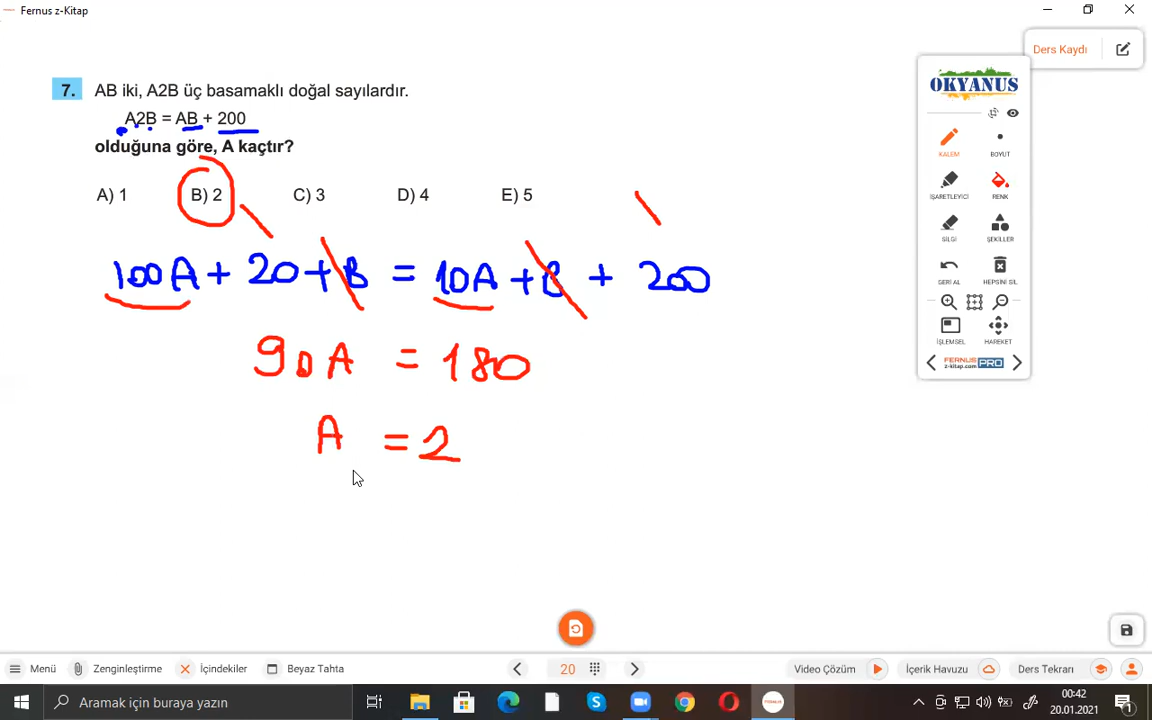 Fernus z-Kitap
Ders Kaydı
7. AB iki, A2B üç basamaklı doğal sayılardır.
A2B = AB + 200
olduğuna göre, A kaçtır?
A) 1 B) 2 C) 3 D) 4 E) 5
100A + 20 + B = 10A + B + 200
90A = 180
A = 2
OKYANUS
KALEM BOYUT
İŞARETLEYİCİ RENK
SİLGİ ŞEKİLLER
GERİ AL HEPSİNİ SİL
İŞLEMSEL HAREKET
FERNUS PRO
z-kitap.com
Menü Zenginleştirme İçindekiler Beyaz Tahta 20 Video Çözüm İçerik Havuzu Ders Tekrarı
Aramak için buraya yazın
00:42
20.01.2021
1